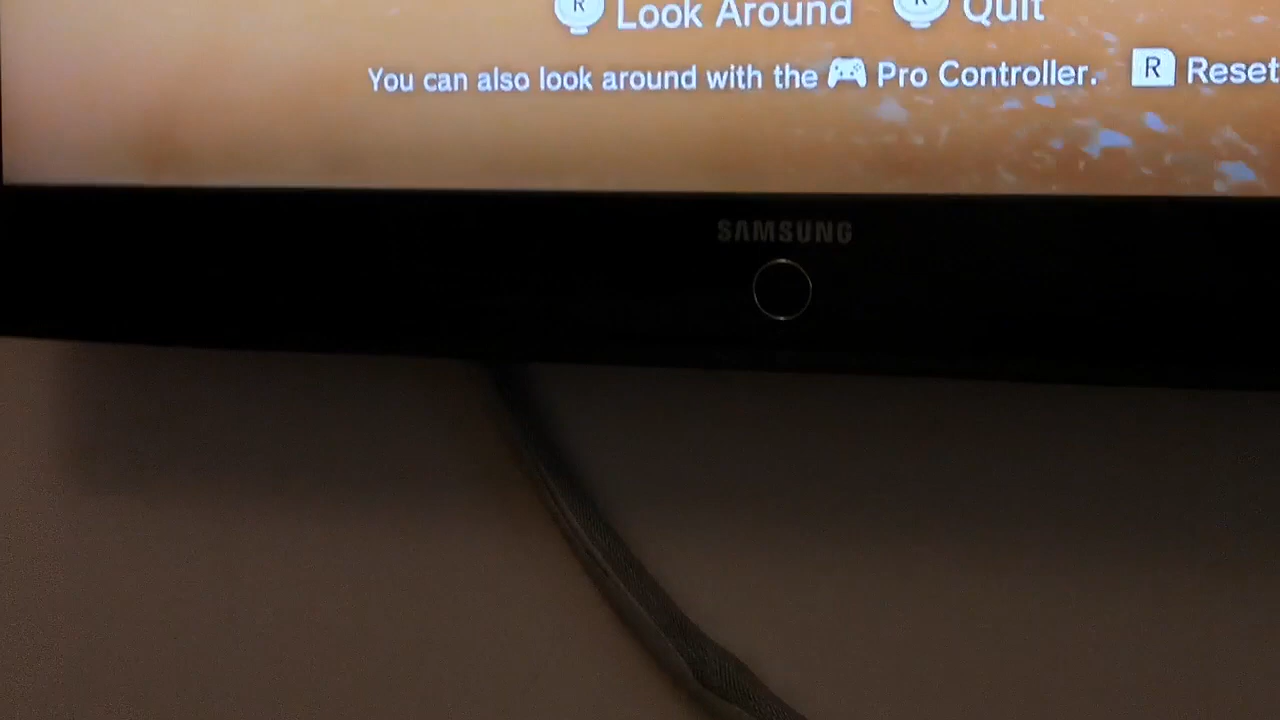 R Look Around R Quit
You can also look around with the Pro Controller. R Reset
SAMSUNG